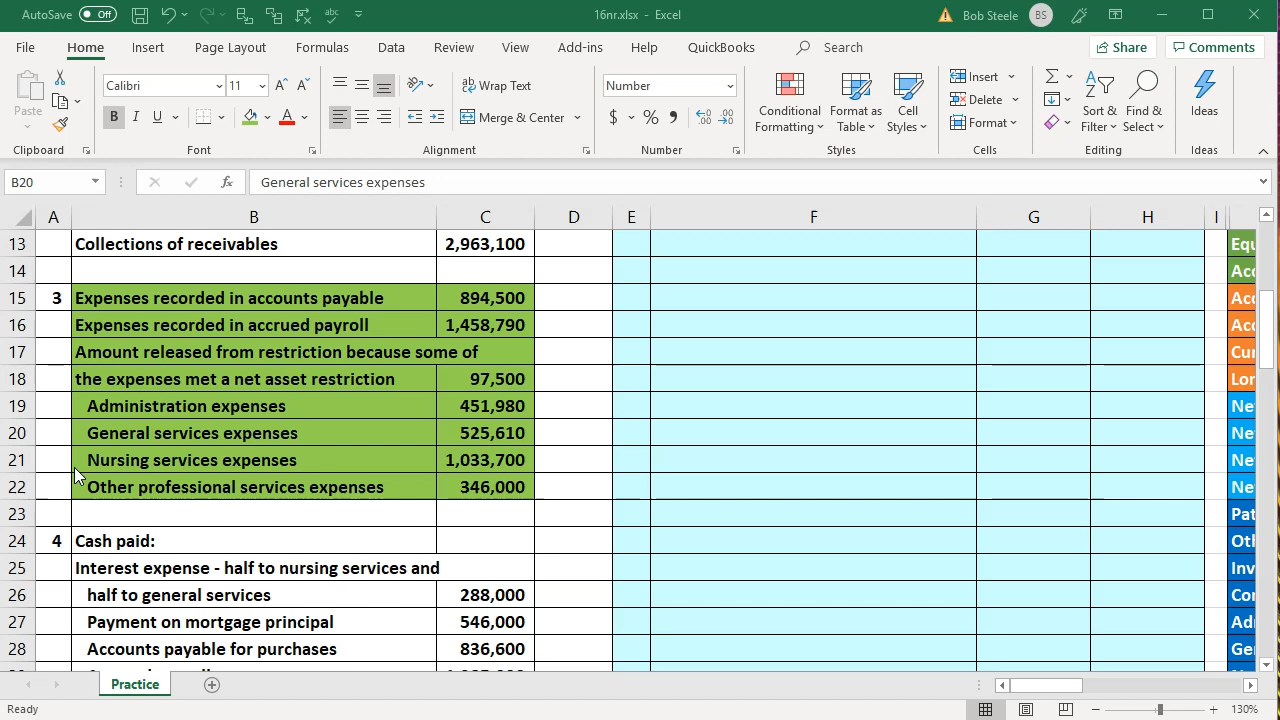 AutoSave Off 16nr.xlsx - Excel Bob Steele BS
File Home Insert Page Layout Formulas Data Review View Add-ins Help QuickBooks Search Share Comments
Paste Calibri 11 A A Wrap Text Number Conditional Formatting Format as Table Cell Styles Insert Delete Format Sort & Filter Find & Select Ideas
B I U A Merge & Center $ % 9
Clipboard Font Alignment Number Styles Cells Editing Ideas
B20 fx General services expenses
A B C D E F G H I
13 Collections of receivables 2,963,100 Equ
14 Acc
15 3 Expenses recorded in accounts payable 894,500 Acc
16 Expenses recorded in accrued payroll 1,458,790 Acc
17 Amount released from restriction because some of Cur
18 the expenses met a net asset restriction 97,500 Lor
19 Administration expenses 451,980 Ne
20 General services expenses 525,610 Ne
21 Nursing services expenses 1,033,700 Ne
22 Other professional services expenses 346,000 Ne
23 Pat
24 4 Cash paid: Oth
25 Interest expense - half to nursing services and Inv
26 half to general services 288,000 Cor
27 Payment on mortgage principal 546,000 Adr
28 Accounts payable for purchases 836,600 Ger
Practice
Ready 130%